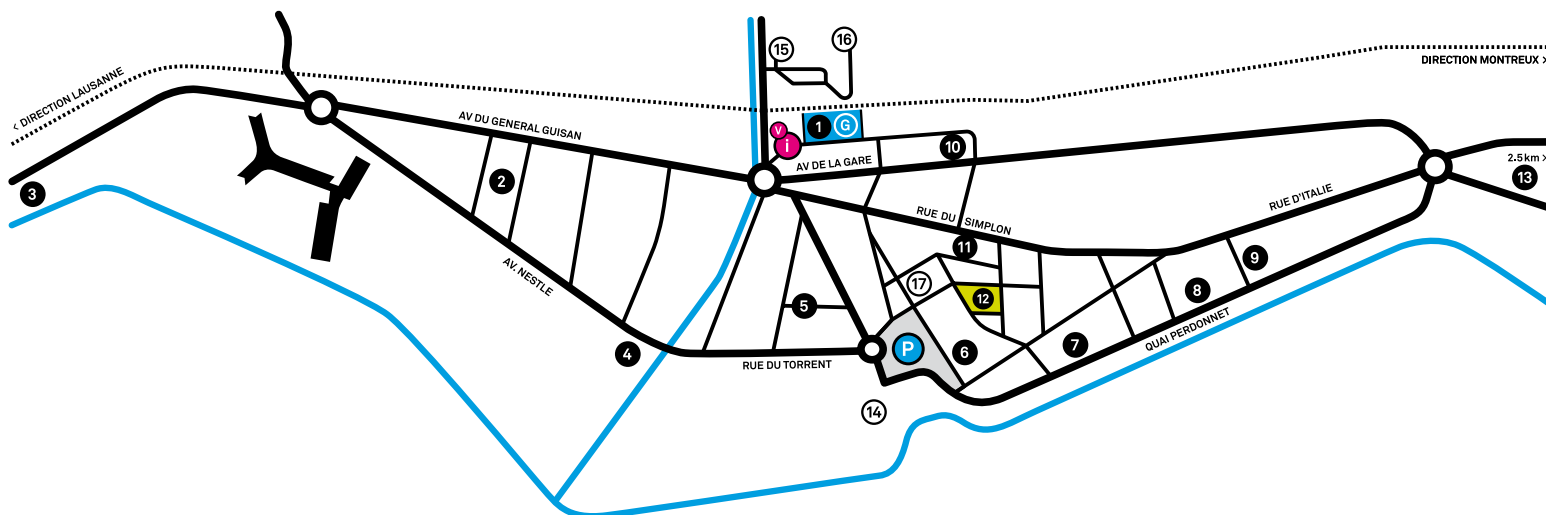 15
16
DIRECTION MONTREUX >
< DIRECTION LAUSANNE
AV DU GENERAL GUISAN
V
i
1
G
10
AV DE LA GARE
2.5 km >
13
2
3
RUE D'ITALIE
RUE DU SIMPLON
11
9
AV. NESTLE
17
12
8
5
4
P
6
7
QUAI PERDONNET
RUE DU TORRENT
14